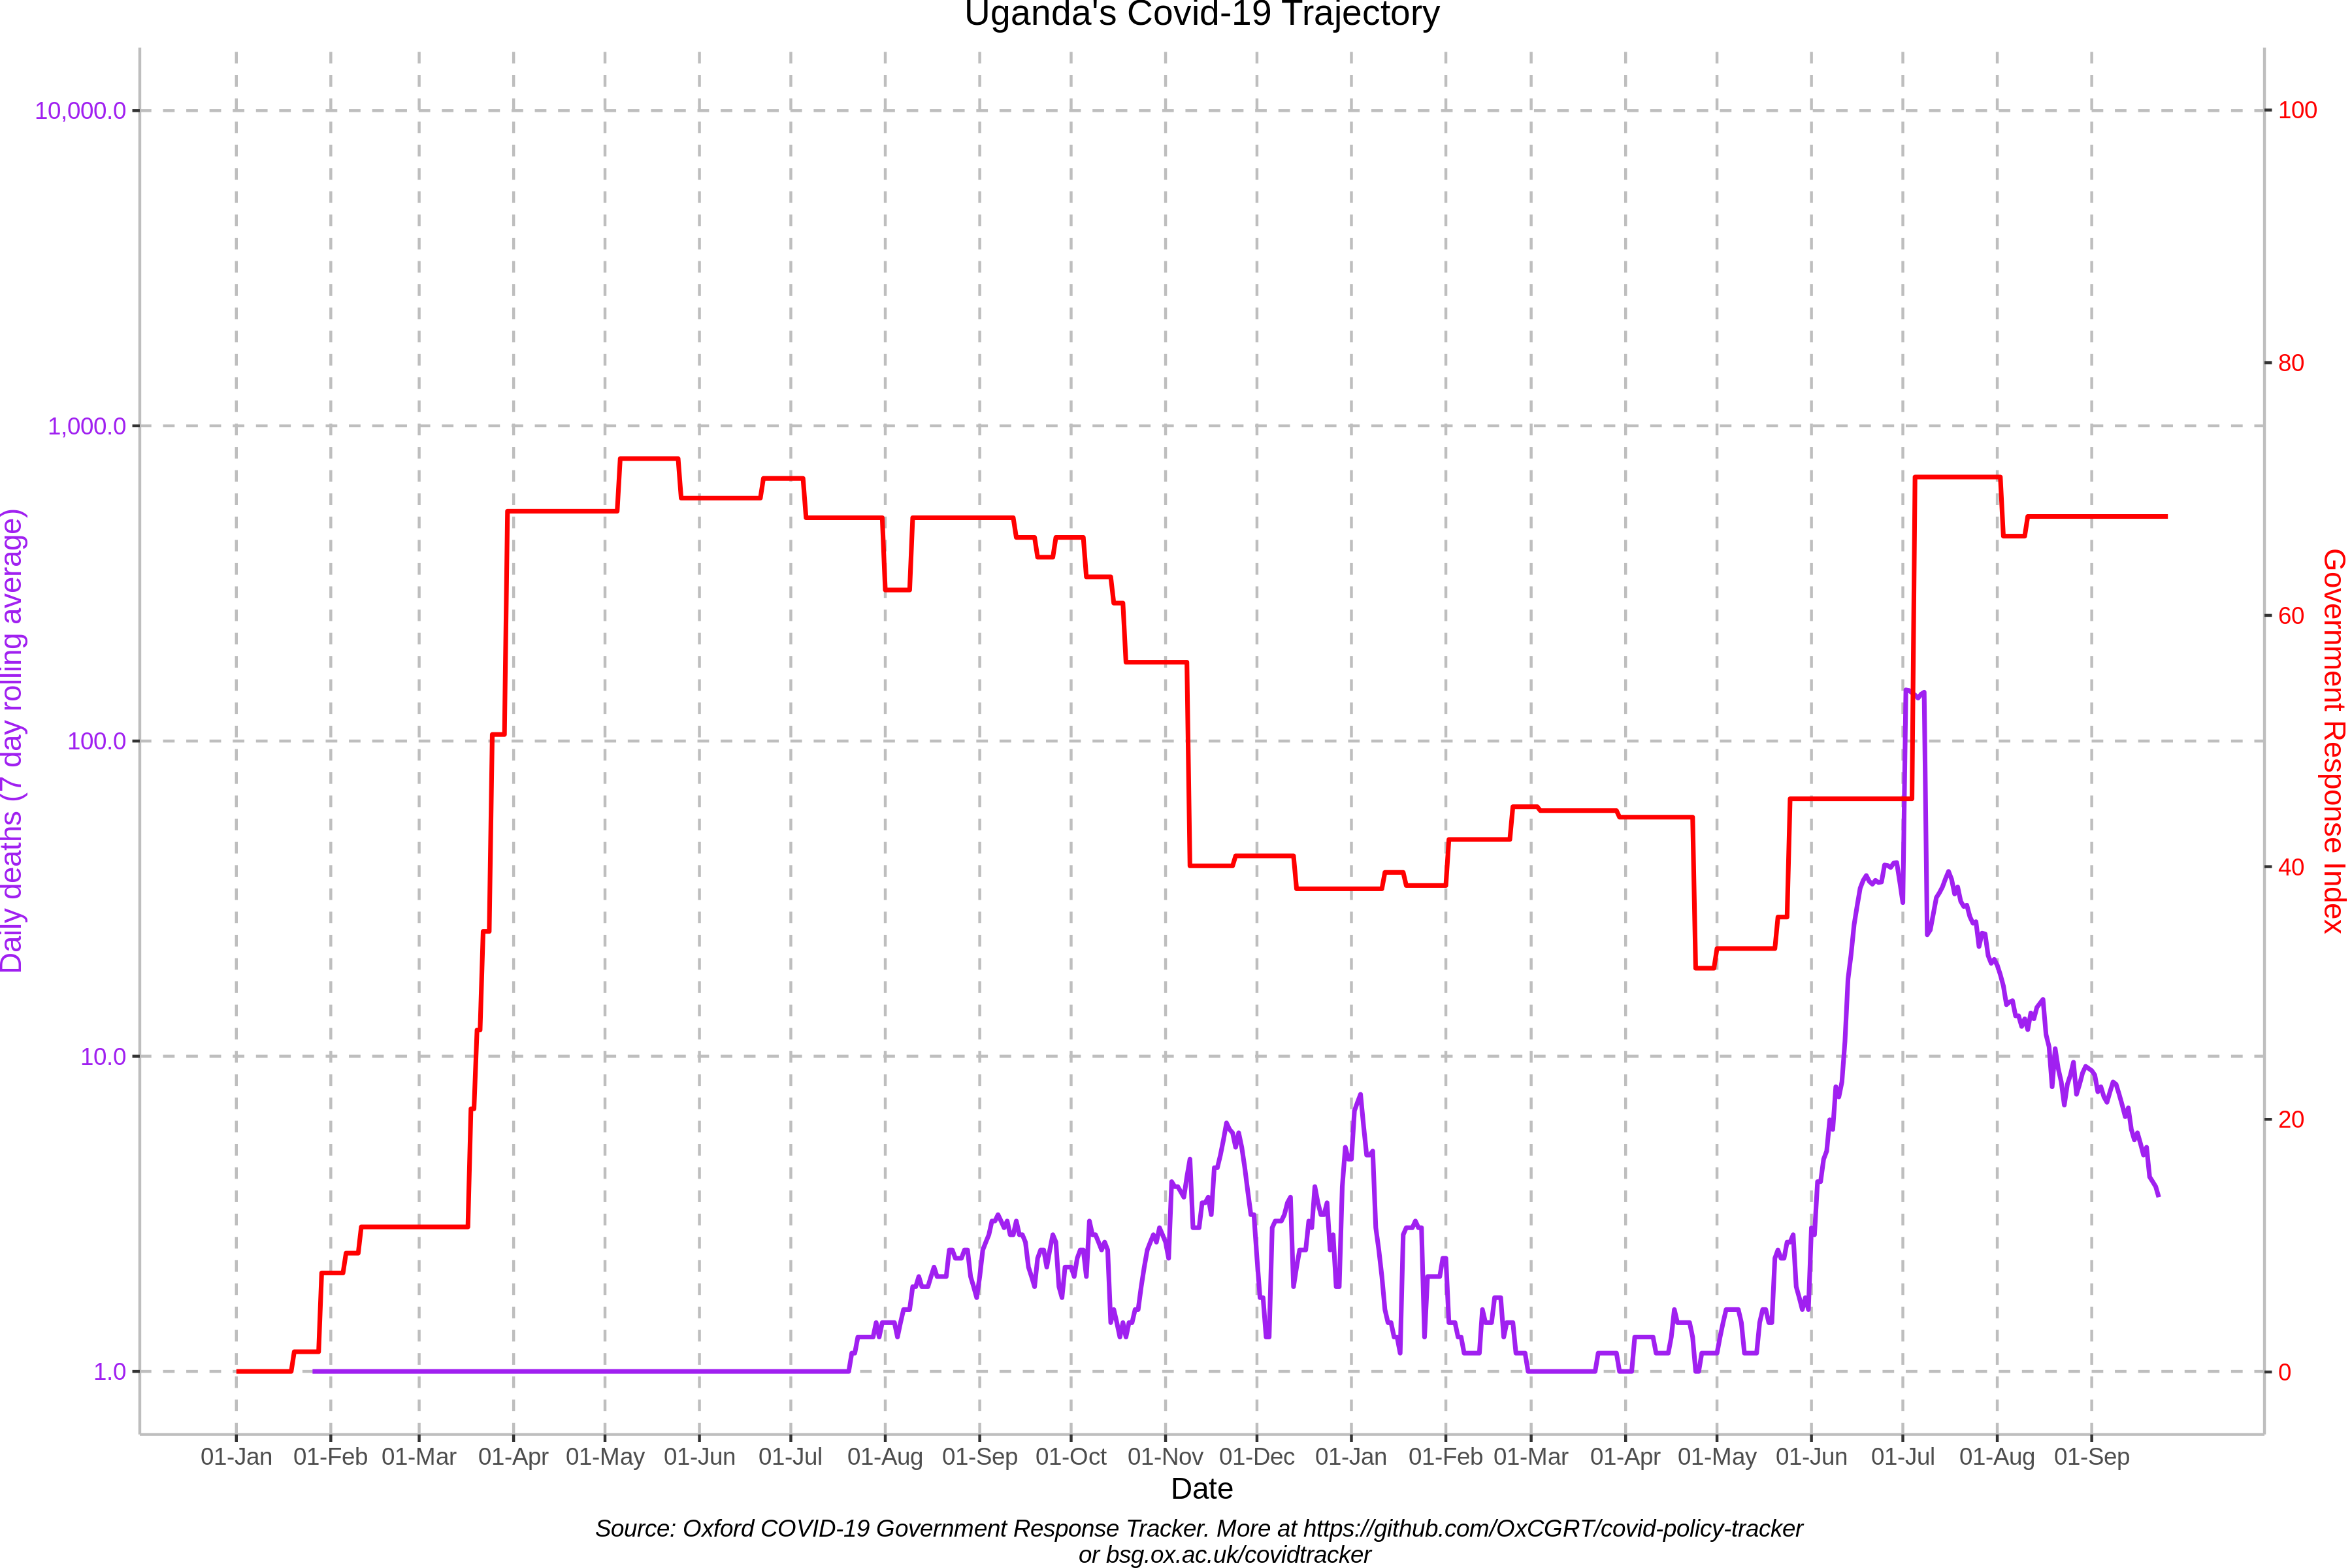 Uganda's Covid-19 Trajectory
10,000.0
1,000.0
100.0
10.0
1.0
Daily deaths (7 day rolling average)
100
80
60
40
20
0
Government Response Index
01-Jan 01-Feb 01-Mar 01-Apr 01-May 01-Jun 01-Jul 01-Aug 01-Sep 01-Oct 01-Nov 01-Dec 01-Jan 01-Feb 01-Mar 01-Apr 01-May 01-Jun 01-Jul 01-Aug 01-Sep
Date
Source: Oxford COVID-19 Government Response Tracker. More at https://github.com/OxCGRT/covid-policy-tracker
or bsg.ox.ac.uk/covidtracker